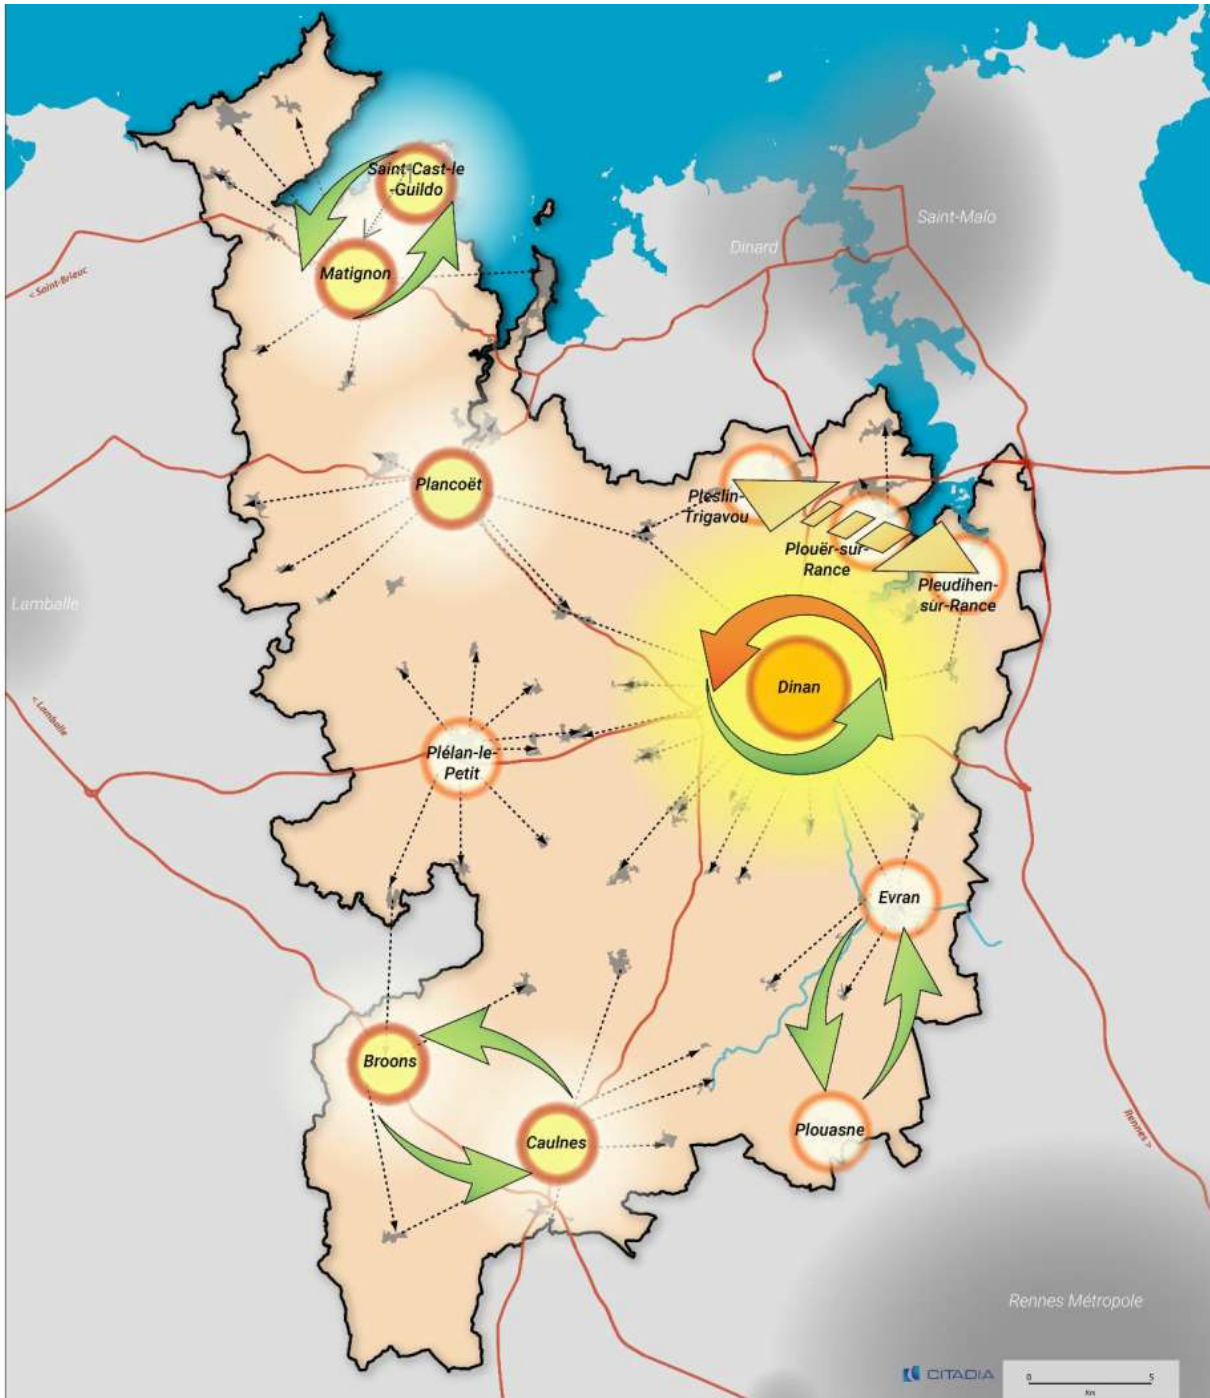 Saint-Cast-le
-Guildo
Saint-Malo
Dinard
Matignon
< Saint-Brieuc
Plancoët
Pleslin-
Trigavou
Plouër-sur-
Rance
Pleudihen-
sur-Rance
Lamballe
Dinan
< Lamballe
Plélan-le-
Petit
Evran
Broons
Caulnes
Plouasne
Rennes >
Rennes Métropole
CITADIA
0 5
Km